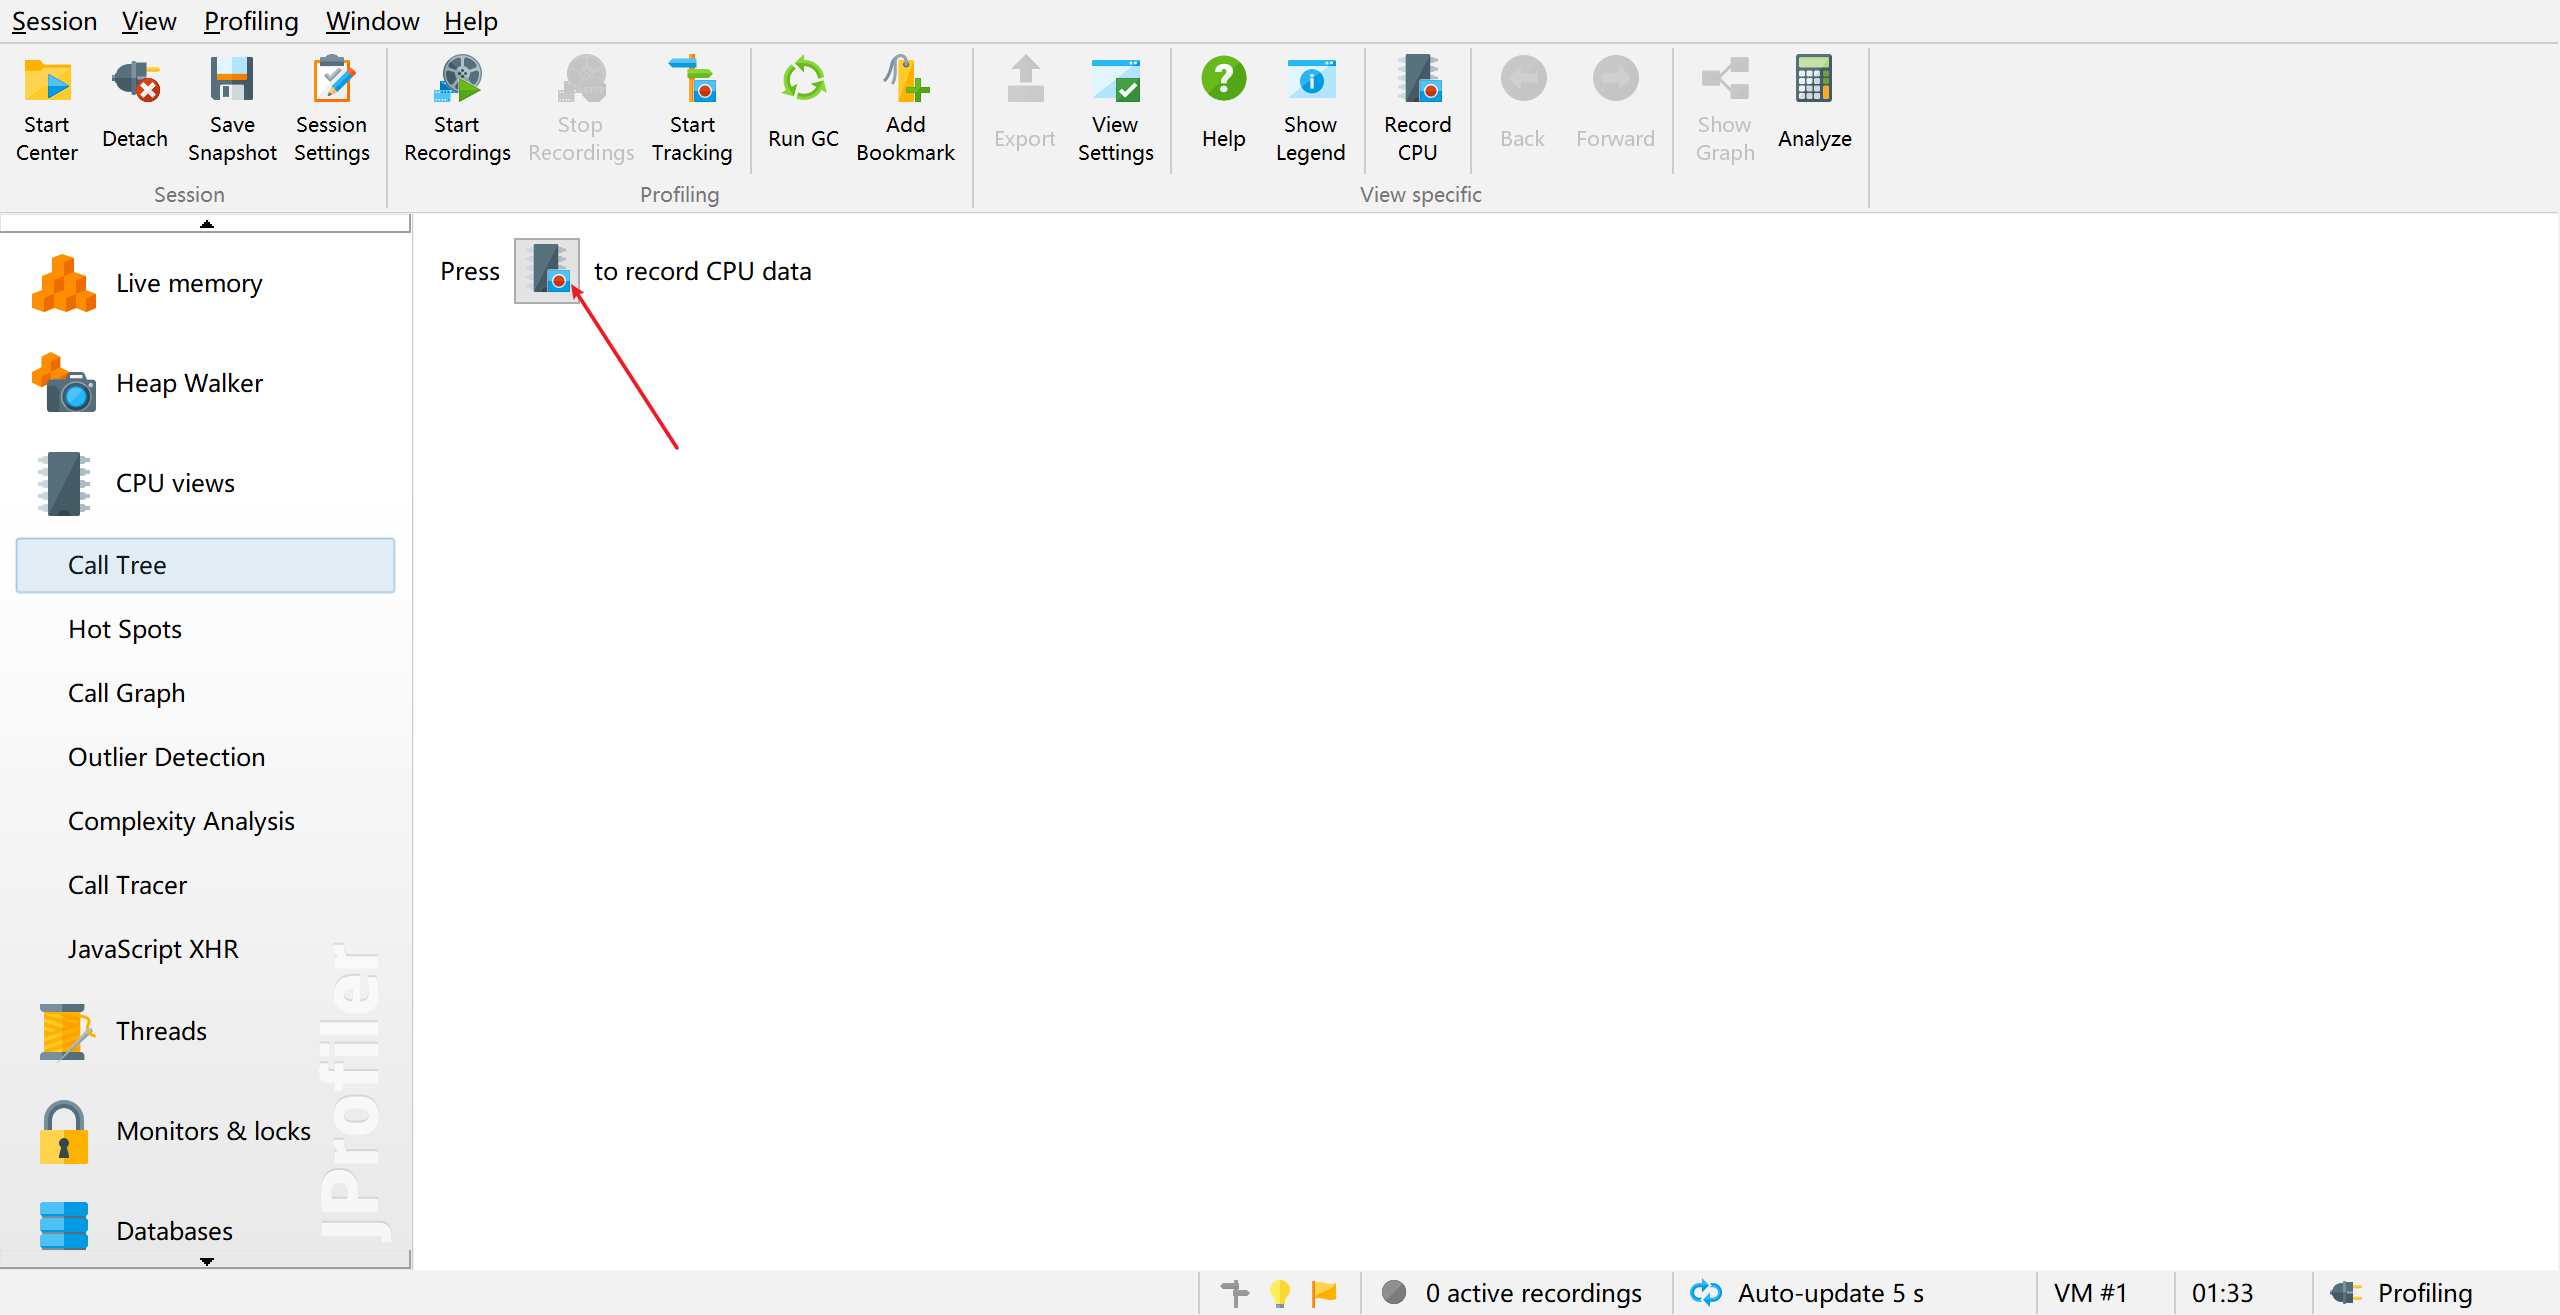 Session View Profiling Window Help
Start Center
Detach
Save Snapshot
Session Settings
Start Recordings
Stop Recordings
Start Tracking
Run GC
Add Bookmark
Export
View Settings
Help
Show Legend
Record CPU
Back
Forward
Show Graph
Analyze
Session
Profiling
View specific
Live memory
Heap Walker
CPU views
Call Tree
Hot Spots
Call Graph
Outlier Detection
Complexity Analysis
Call Tracer
JavaScript XHR
Threads
Monitors & locks
Databases
JProfiler
Press to record CPU data
0 active recordings
Auto-update 5 s
VM #1
01:33
Profiling